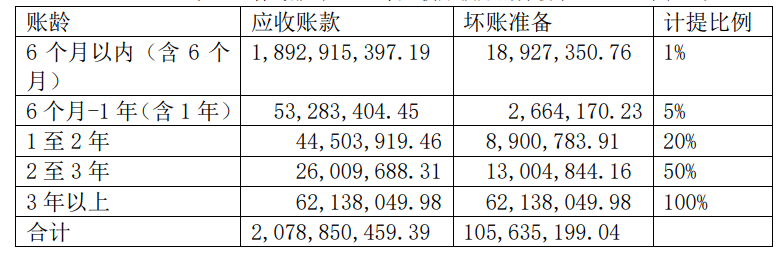 账龄 应收账款 坏账准备 计提比例
6 个月以内（含 6 个 1,892,915,397.19 18,927,350.76 1%
月）
6 个月-1 年（含 1 年） 53,283,404.45 2,664,170.23 5%
1 至 2 年 44,503,919.46 8,900,783.91 20%
2 至 3 年 26,009,688.31 13,004,844.16 50%
3 年以上 62,138,049.98 62,138,049.98 100%
合计 2,078,850,459.39 105,635,199.04